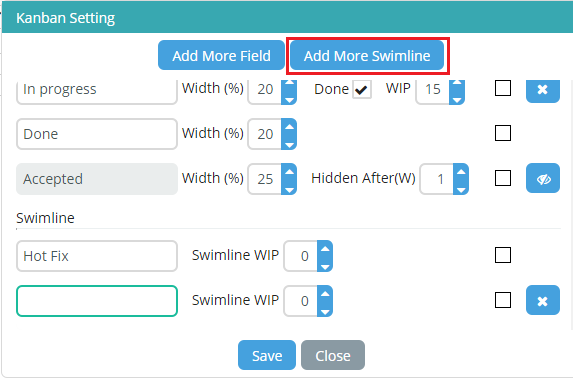 Kanban Setting
Add More Field Add More Swimline
In progress Width (%) 20 Done WIP 15
Done Width (%) 20
Accepted Width (%) 25 Hidden After(W) 1
Swimline
Hot Fix Swimline WIP 0
Swimline WIP 0
Save Close